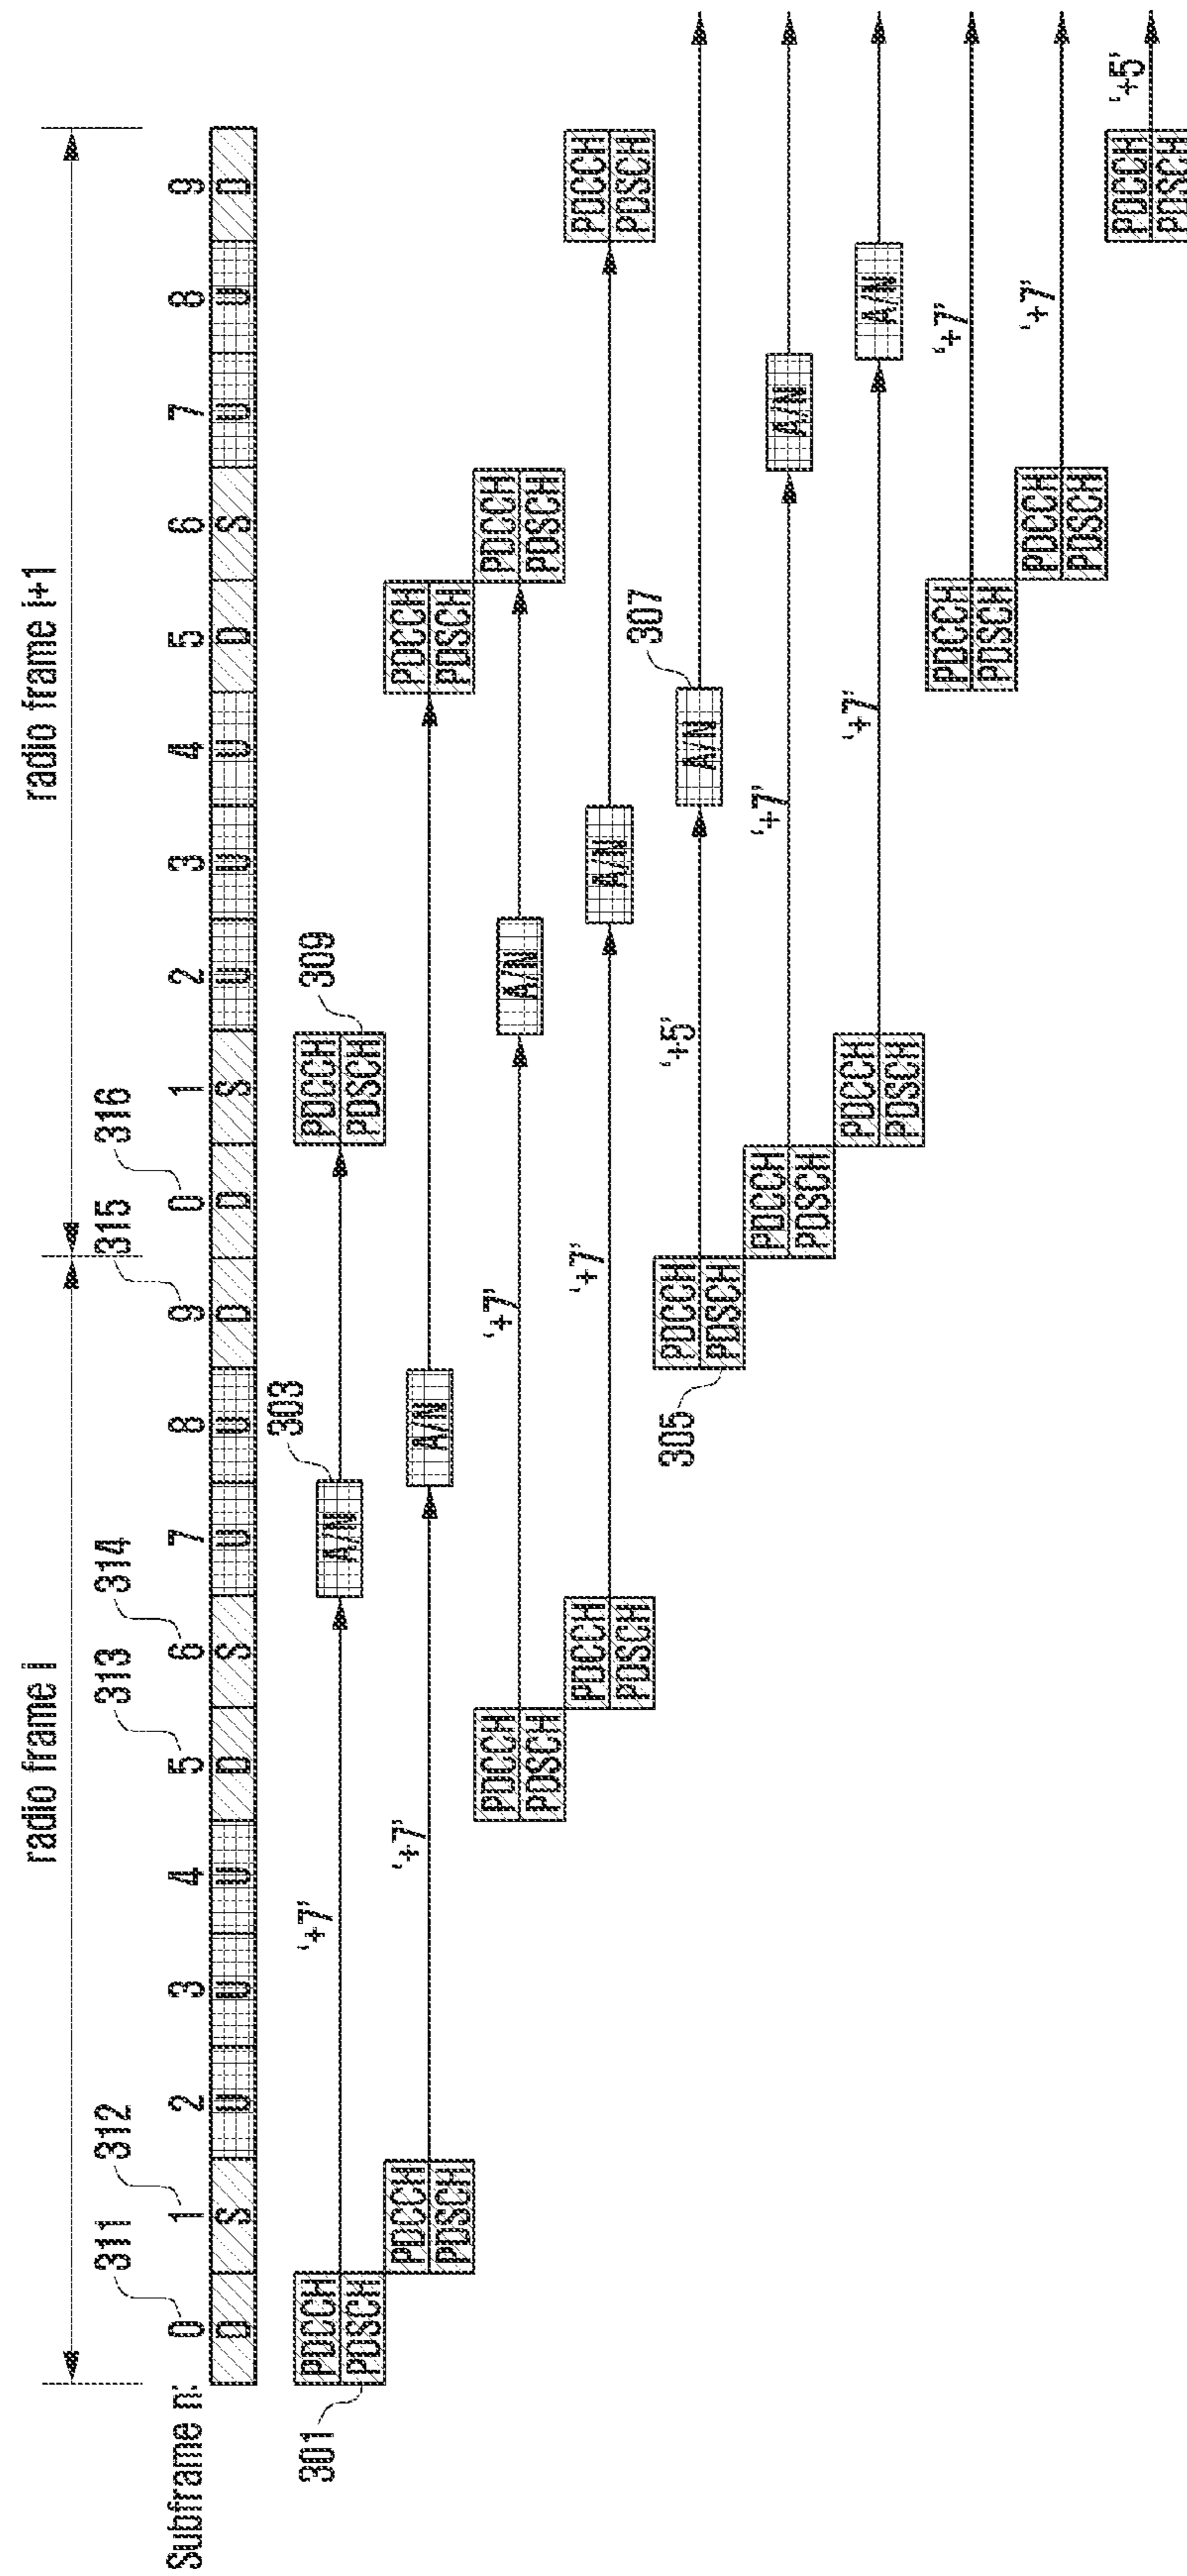 radio frame i
radio frame i+1
311 312 313 314 315 316
Subframe n: 0 1 2 3 4 5 6 7 8 9 0 1 2 3 4 5 6 7 8 9
D S U U U D S U U D D S U U U D S U U D
301 PDCCH PDSCH '+7' A/N 303 PDCCH PDSCH 309
PDCCH PDSCH '+7' A/N PDCCH PDSCH
PDCCH PDSCH '+7' A/N PDCCH PDSCH
PDCCH PDSCH '+7' A/N PDCCH PDSCH
305 PDCCH PDSCH '+5' A/N 307
PDCCH PDSCH '+7' A/N
PDCCH PDSCH '+7' A/N
PDCCH PDSCH '+7'
PDCCH PDSCH '+7'
PDCCH PDSCH '+5'